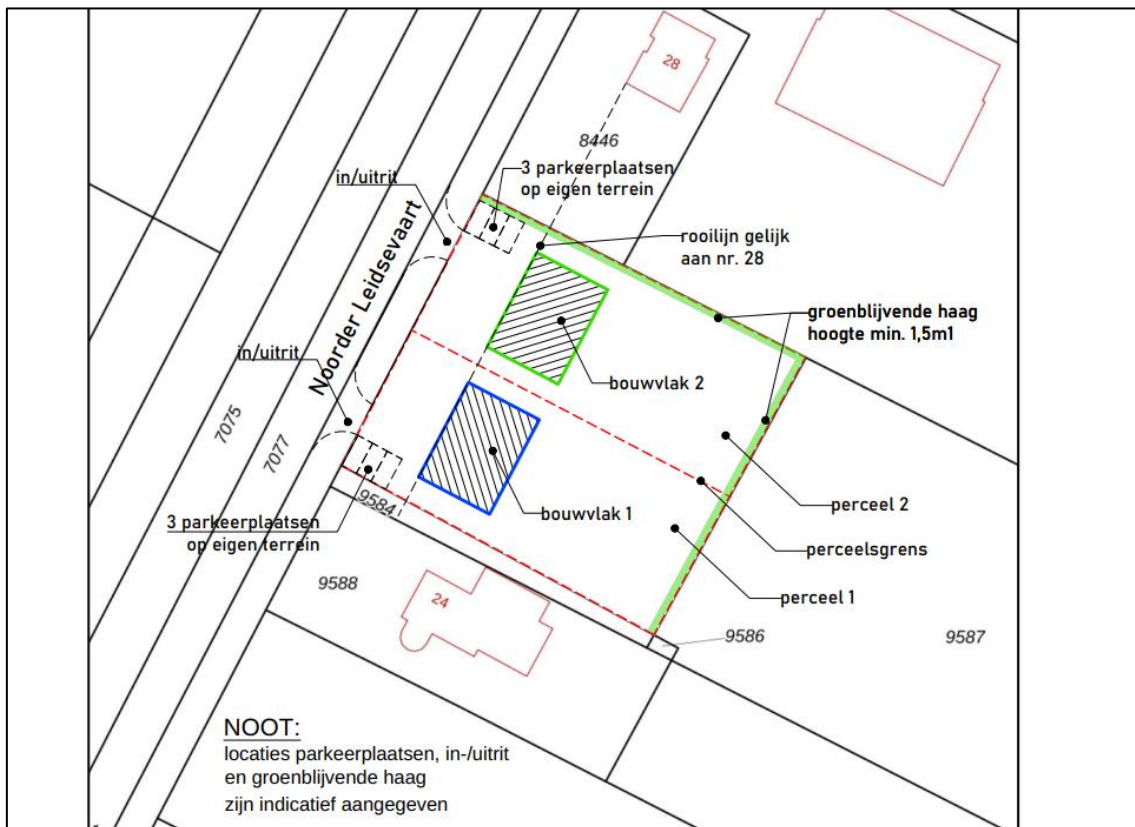 28
8446
3 parkeerplaatsen
op eigen terrein
in/uitrit
rooilijn gelijk
aan nr. 28
Noorder Leidsevaart
groenblijvende haag
hoogte min. 1,5m1
in/uitrit
bouwvlak 2
7075
7077
perceel 2
9584
bouwvlak 1
3 parkeerplaatsen
op eigen terrein
perceelsgrens
9588
24
perceel 1
9586
9587
NOOT:
locaties parkeerplaatsen, in-/uitrit
en groenblijvende haag
zijn indicatief aangegeven